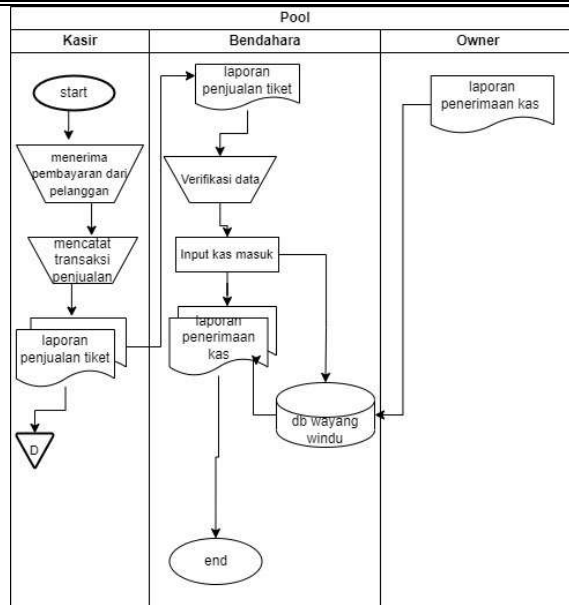 Pool
Kasir
Bendahara
Owner
start
menerima
pembayaran dari
pelanggan
mencatat
transaksi
penjualan
laporan
penjualan tiket
D
laporan
penjualan tiket
Verifikasi data
Input kas masuk
laporan
penerimaan
kas
db wayang
windu
end
laporan
penerimaan kas